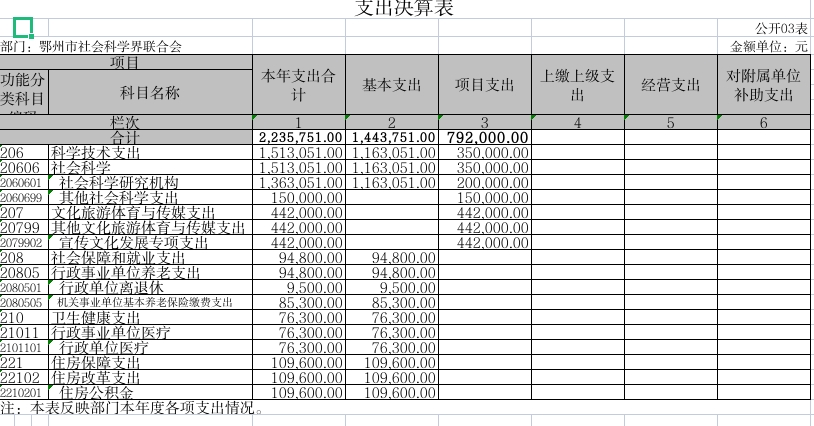 支出决算表
公开03表
部门：鄂州市社会科学界联合会 金额单位：元
项目 本年支出合计 基本支出 项目支出 上缴上级支出 经营支出 对附属单位补助支出
功能分类科目编码 科目名称
栏次 1 2 3 4 5 6
合计 2,235,751.00 1,443,751.00 792,000.00
206 科学技术支出 1,513,051.00 1,163,051.00 350,000.00
20606 社会科学 1,513,051.00 1,163,051.00 350,000.00
2060601 社会科学研究机构 1,363,051.00 1,163,051.00 200,000.00
2060699 其他社会科学支出 150,000.00 150,000.00
207 文化旅游体育与传媒支出 442,000.00 442,000.00
20799 其他文化旅游体育与传媒支出 442,000.00 442,000.00
2079902 宣传文化发展专项支出 442,000.00 442,000.00
208 社会保障和就业支出 94,800.00 94,800.00
20805 行政事业单位养老支出 94,800.00 94,800.00
2080501 行政单位离退休 9,500.00 9,500.00
2080505 机关事业单位基本养老保险缴费支出 85,300.00 85,300.00
210 卫生健康支出 76,300.00 76,300.00
21011 行政事业单位医疗 76,300.00 76,300.00
2101101 行政单位医疗 76,300.00 76,300.00
221 住房保障支出 109,600.00 109,600.00
22102 住房改革支出 109,600.00 109,600.00
2210201 住房公积金 109,600.00 109,600.00
注：本表反映部门本年度各项支出情况。